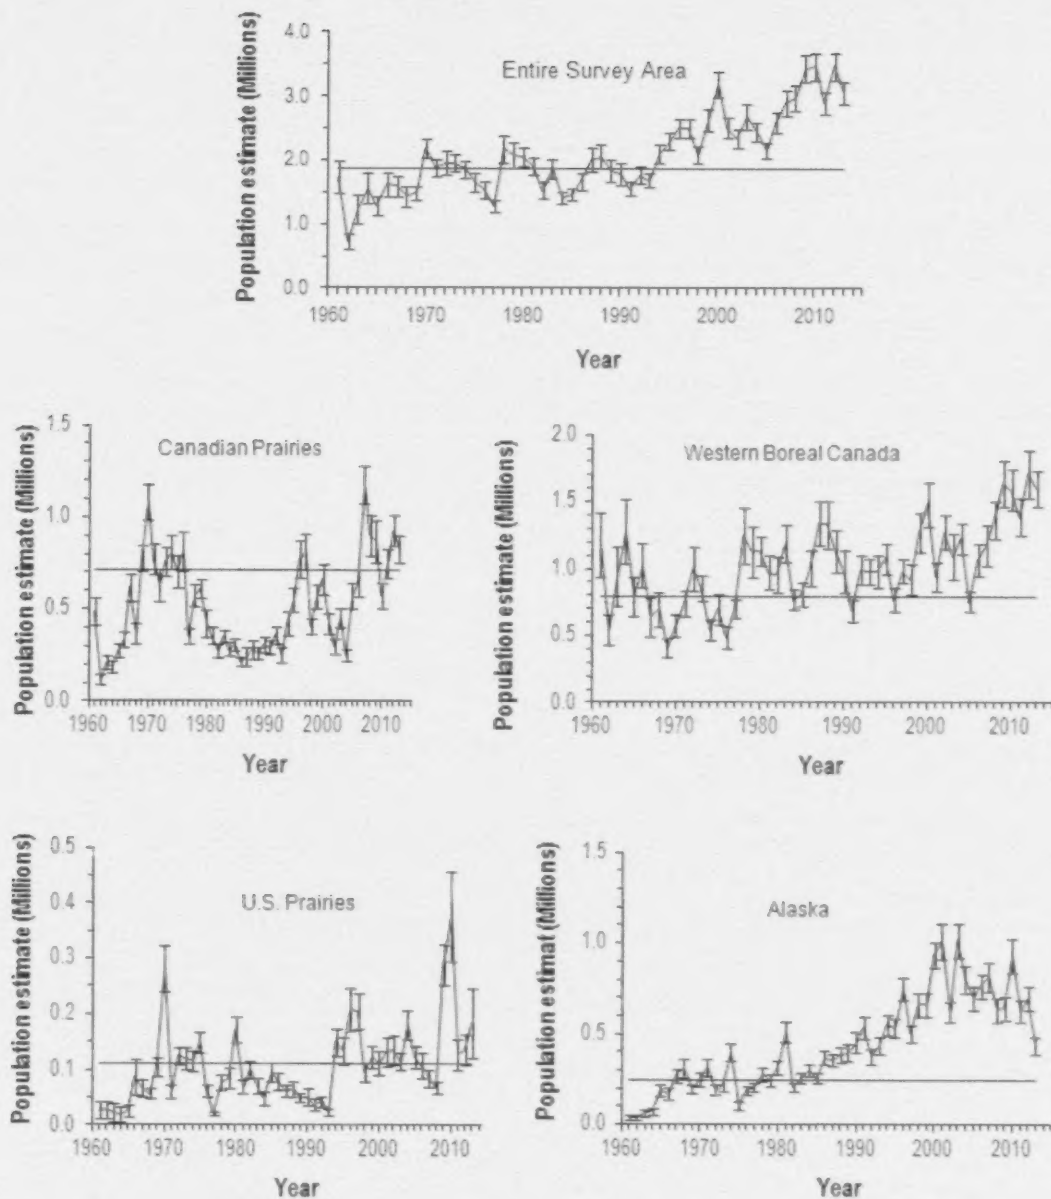 Population estimate (Millions)
4.0
3.0
2.0
1.0
0.0
Entire Survey Area
1960 1970 1980 1990 2000 2010
Year
Population estimate (Millions)
1.5
1.0
0.5
0.0
Canadian Prairies
1960 1970 1980 1990 2000 2010
Year
Population estimate (Millions)
2.0
1.5
1.0
0.5
0.0
Western Boreal Canada
1960 1970 1980 1990 2000 2010
Year
Population estimate (Millions)
0.5
0.4
0.3
0.2
0.1
0.0
U.S. Prairies
1960 1970 1980 1990 2000 2010
Year
Population estimat (Millions)
1.5
1.0
0.5
0.0
Alaska
1960 1970 1980 1990 2000 2010
Year